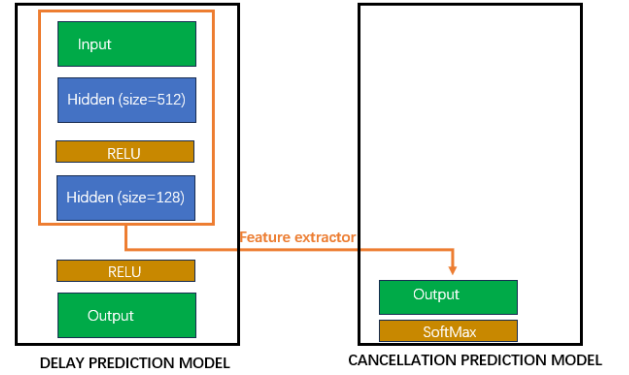 Input
Hidden (size=512)
RELU
Hidden (size=128)
Feature extractor
RELU
Output
Output
SoftMax
DELAY PREDICTION MODEL
CANCELLATION PREDICTION MODEL